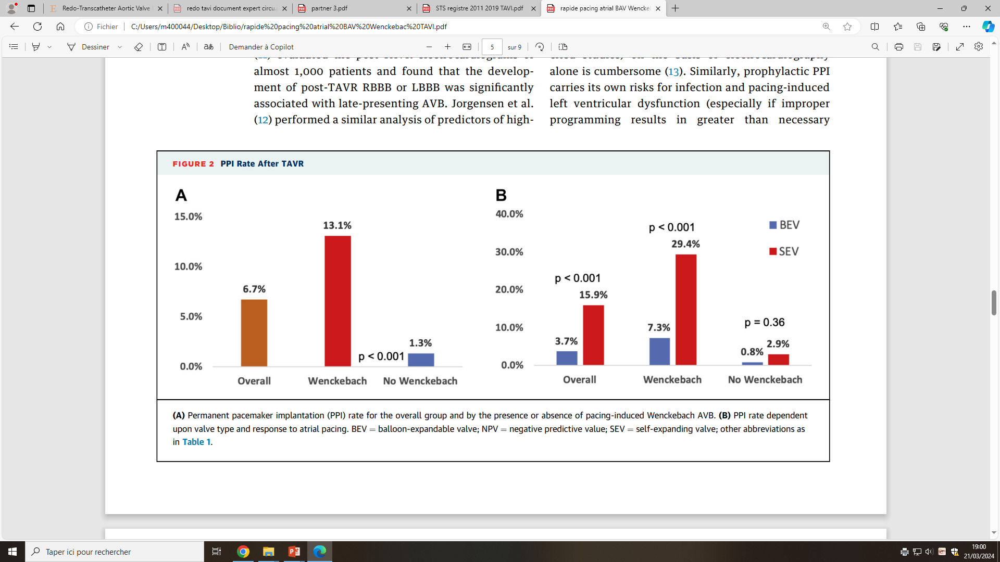 Redo-Transcatheter Aortic Valve
redo tavi document expert circu.
partner 3.pdf
STS registre 2011 2019 TAVI.pdf
rapide pacing atrial BAV Wencke
Fichier
C:/Users/m400044/Desktop/Biblio/rapide%20pacing%20atrial%20BAV%20Wenckebac%20TAVI.pdf
Dessiner
Demander à Copilot
5
sur 9
almost 1,000 patients and found that the develop-
ment of post-TAVR RBBB or LBBB was significantly
associated with late-presenting AVB. Jorgensen et al.
(12) performed a similar analysis of predictors of high-
alone is cumbersome (13). Similarly, prophylactic PPI
carries its own risks for infection and pacing-induced
left ventricular dysfunction (especially if improper
programming results in greater than necessary
FIGURE 2 PPI Rate After TAVR
A
15.0%
10.0%
5.0%
0.0%
6.7%
13.1%
p < 0.001
1.3%
Overall
Wenckebach
No Wenckebach
B
40.0%
30.0%
20.0%
10.0%
0.0%
p < 0.001
3.7%
15.9%
p < 0.001
7.3%
29.4%
p = 0.36
0.8%
2.9%
BEV
SEV
Overall
Wenckebach
No Wenckebach
(A) Permanent pacemaker implantation (PPI) rate for the overall group and by the presence or absence of pacing-induced Wenckebach AVB. (B) PPI rate dependent
upon valve type and response to atrial pacing. BEV = balloon-expandable valve; NPV = negative predictive value; SEV = self-expanding valve; other abbreviations as
in Table 1.
Taper ici pour rechercher
19:00
21/03/2024